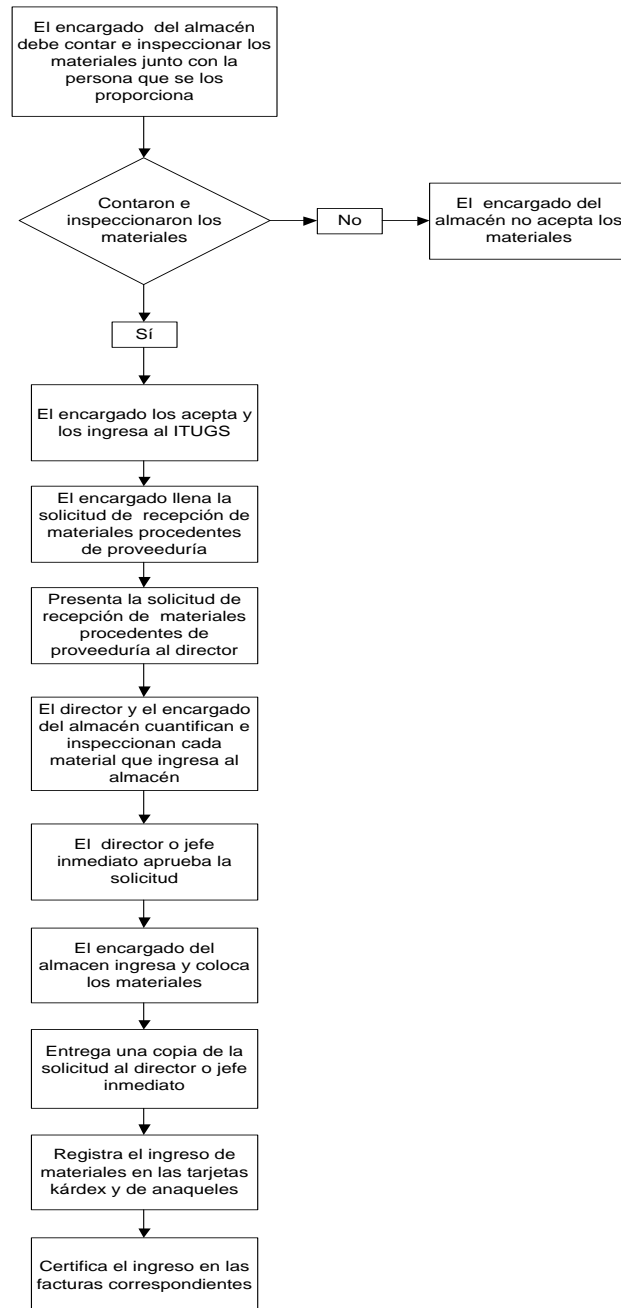 El encargado del almacén
debe contar e inspeccionar los
materiales junto con la
persona que se los
proporciona
Contaron e
inspeccionaron los
materiales
No
El encargado del
almacén no acepta los
materiales
Sí
El encargado los acepta y
los ingresa al ITUGS
El encargado llena la
solicitud de recepción de
materiales procedentes
de proveeduría
Presenta la solicitud de
recepción de materiales
procedentes de
proveeduría al director
El director y el encargado
del almacén cuantifican e
inspeccionan cada
material que ingresa al
almacén
El director o jefe
inmediato aprueba la
solicitud
El encargado del
almacen ingresa y coloca
los materiales
Entrega una copia de la
solicitud al director o jefe
inmediato
Registra el ingreso de
materiales en las tarjetas
kárdex y de anaqueles
Certifica el ingreso en las
facturas correspondientes